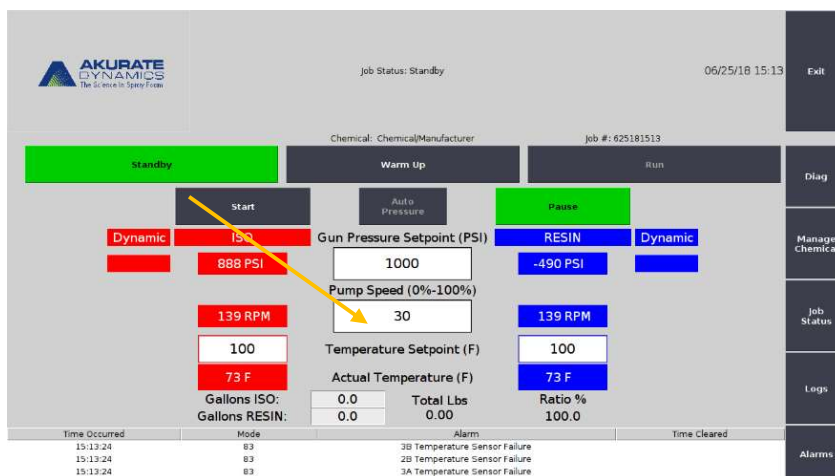 AKURATE
DYNAMICS
The Science In Spray Foam
Job Status: Standby
06/25/18 15:13
Exit
Chemical: Chemical/Manufacturer
Job #: 625181513
Standby
Warm Up
Run
Diag
Start
Auto
Pressure
Pause
Dynamic
ISO
Gun Pressure Setpoint (PSI)
RESIN
Dynamic
Manage
Chemica
888 PSI
1000
-490 PSI
Pump Speed (0%-100%)
139 RPM
30
139 RPM
Job
Status
100
Temperature Setpoint (F)
100
73 F
Actual Temperature (F)
73 F
Logs
Gallons ISO:
0.0
Total Lbs
Ratio %
Gallons RESIN:
0.0
0.00
100.0
Time Occurred
Mode
Alarm
Time Cleared
15:13:24
83
3B Temperature Sensor Failure
15:13:24
83
2B Temperature Sensor Failure
15:13:24
83
3A Temperature Sensor Failure
Alarms